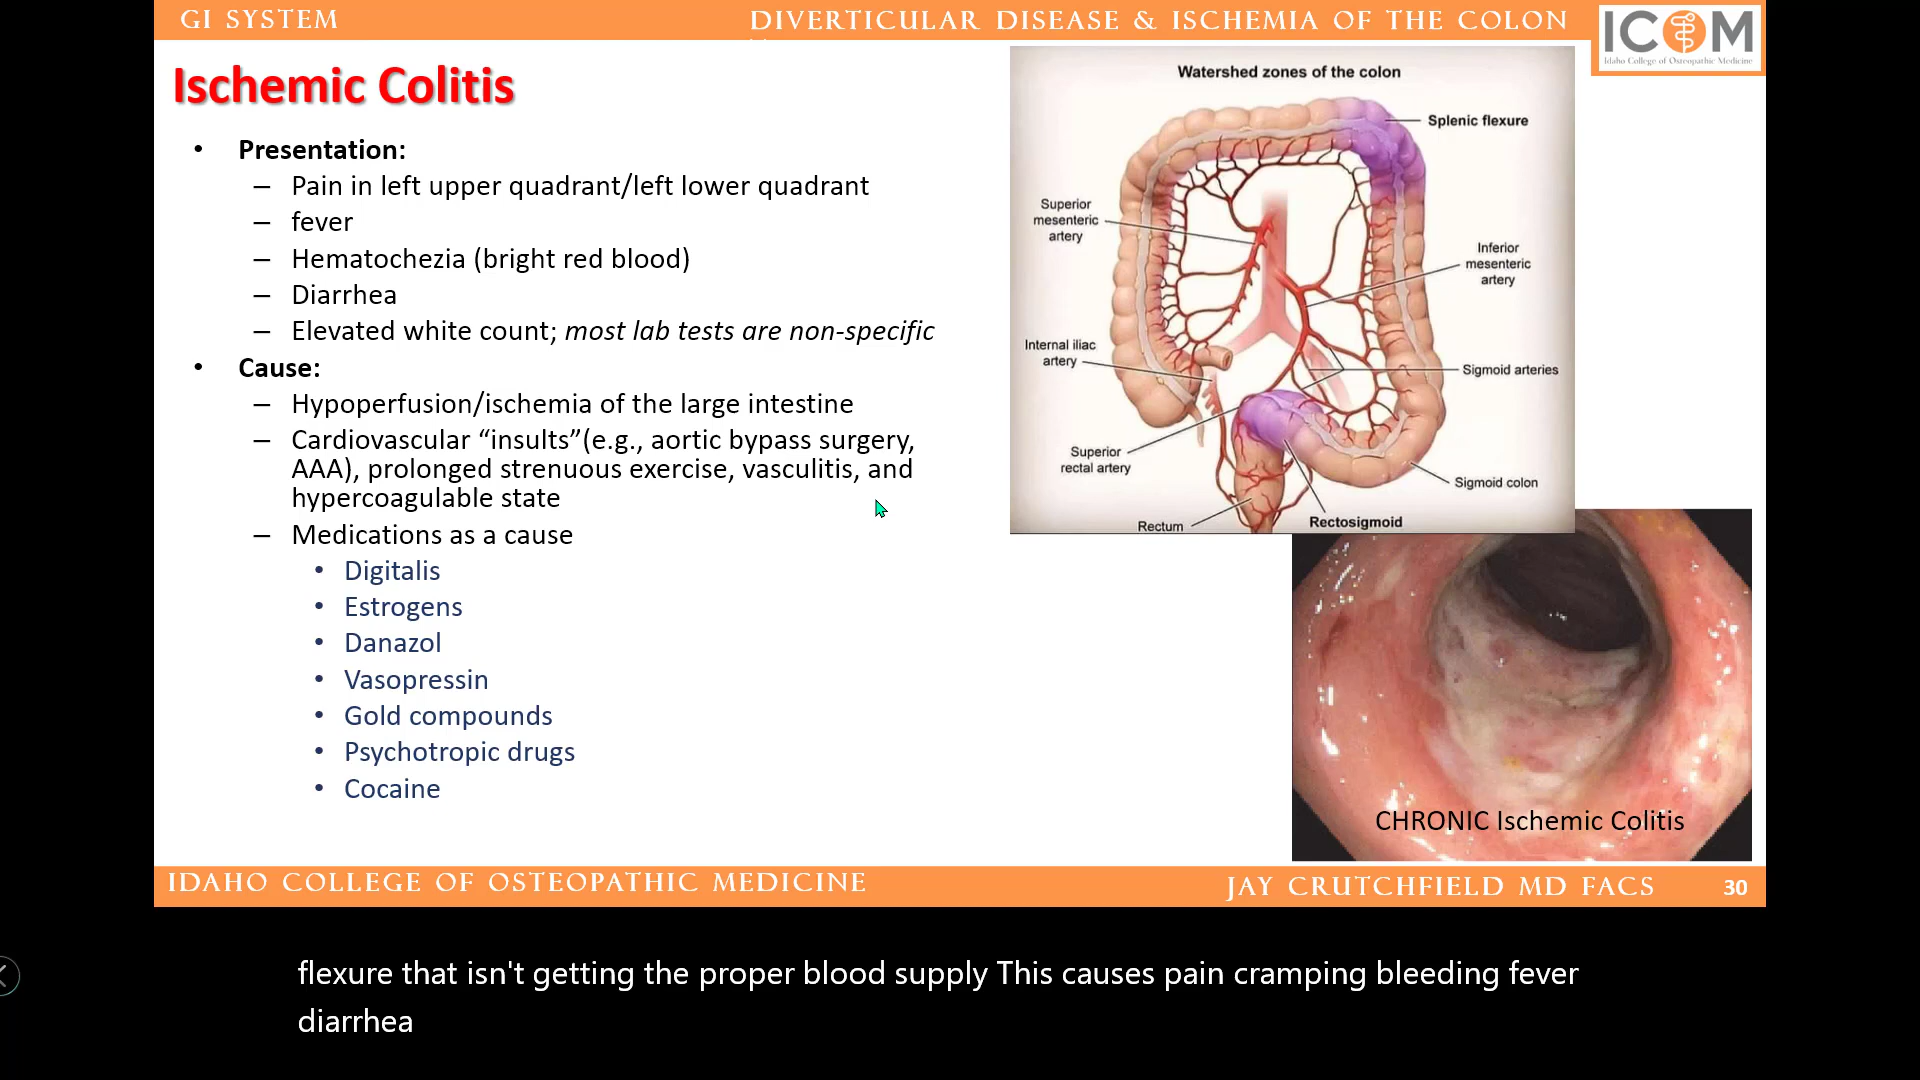 GI SYSTEM
DIVERTICULAR DISEASE & ISCHEMIA OF THE COLON
ICOM
Idaho College of Osteopathic Medicine
Ischemic Colitis
• Presentation:
– Pain in left upper quadrant/left lower quadrant
– fever
– Hematochezia (bright red blood)
– Diarrhea
– Elevated white count; most lab tests are non-specific
• Cause:
– Hypoperfusion/ischemia of the large intestine
– Cardiovascular “insults”(e.g., aortic bypass surgery,
AAA), prolonged strenuous exercise, vasculitis, and
hypercoagulable state
– Medications as a cause
• Digitalis
• Estrogens
• Danazol
• Vasopressin
• Gold compounds
• Psychotropic drugs
• Cocaine
Watershed zones of the colon
Splenic flexure
Superior
mesenteric
artery
Inferior
mesenteric
artery
Internal iliac
artery
Sigmoid arteries
Superior
rectal artery
Sigmoid colon
Rectum
Rectosigmoid
CHRONIC Ischemic Colitis
IDAHO COLLEGE OF OSTEOPATHIC MEDICINE
JAY CRUTCHFIELD MD FACS
30
flexure that isn't getting the proper blood supply This causes pain cramping bleeding fever
diarrhea